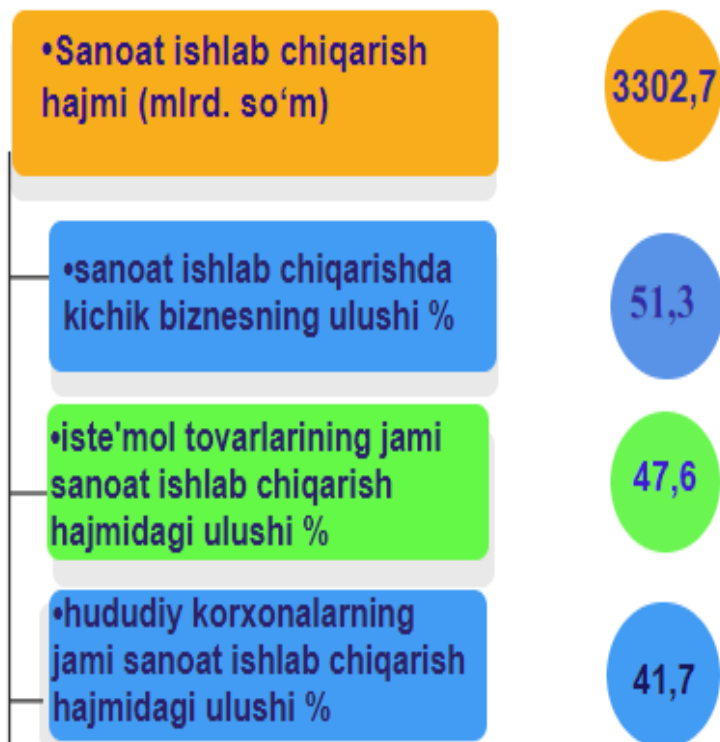 •Sanoat ishlab chiqarish
hajmi (mlrd. so‘m)
3302,7
•sanoat ishlab chiqarishda
kichik biznesning ulushi %
51,3
•iste'mol tovarlarining jami
sanoat ishlab chiqarish
hajmidagi ulushi %
47,6
•hududiy korxonalarning
jami sanoat ishlab chiqarish
hajmidagi ulushi %
41,7